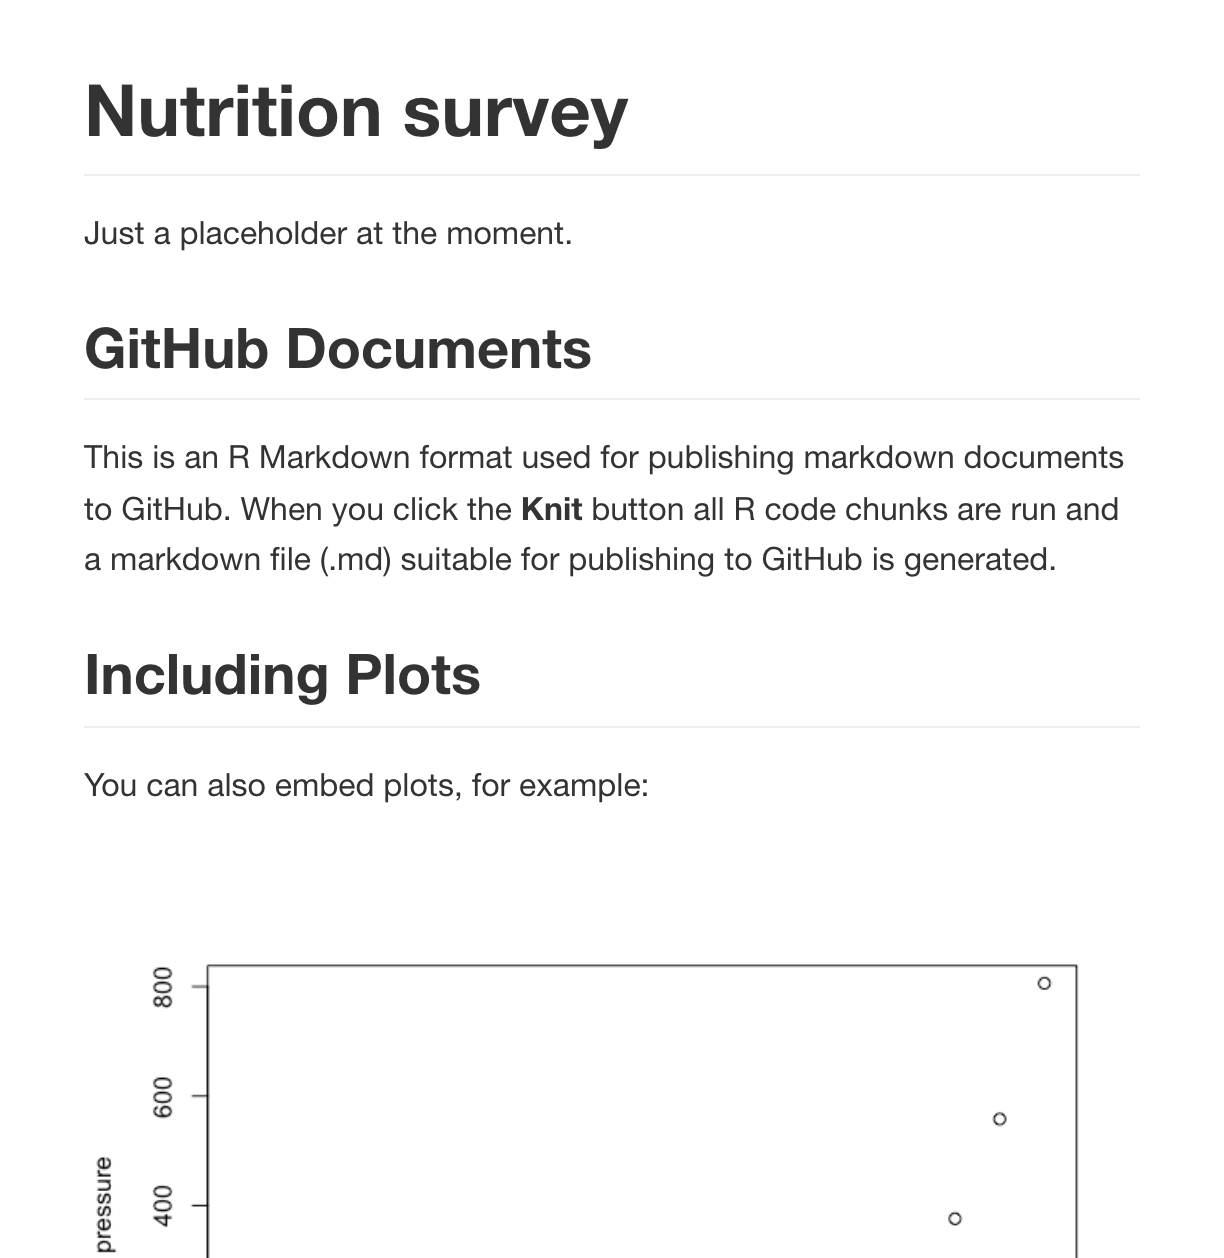 Nutrition survey
Just a placeholder at the moment.
GitHub Documents
This is an R Markdown format used for publishing markdown documents
to GitHub. When you click the Knit button all R code chunks are run and
a markdown file (.md) suitable for publishing to GitHub is generated.
Including Plots
You can also embed plots, for example:
800
600
400
pressure